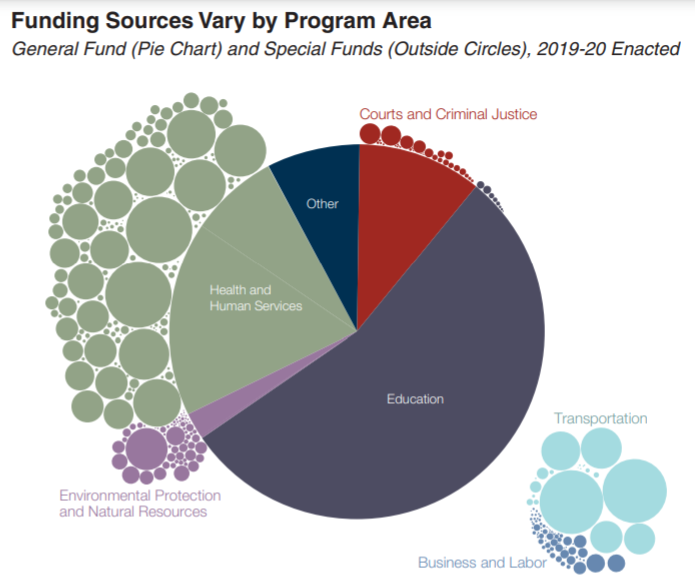 Funding Sources Vary by Program Area
General Fund (Pie Chart) and Special Funds (Outside Circles), 2019-20 Enacted
Courts and Criminal Justice
Other
Health and
Human Services
Education
Transportation
Environmental Protection
and Natural Resources
Business and Labor